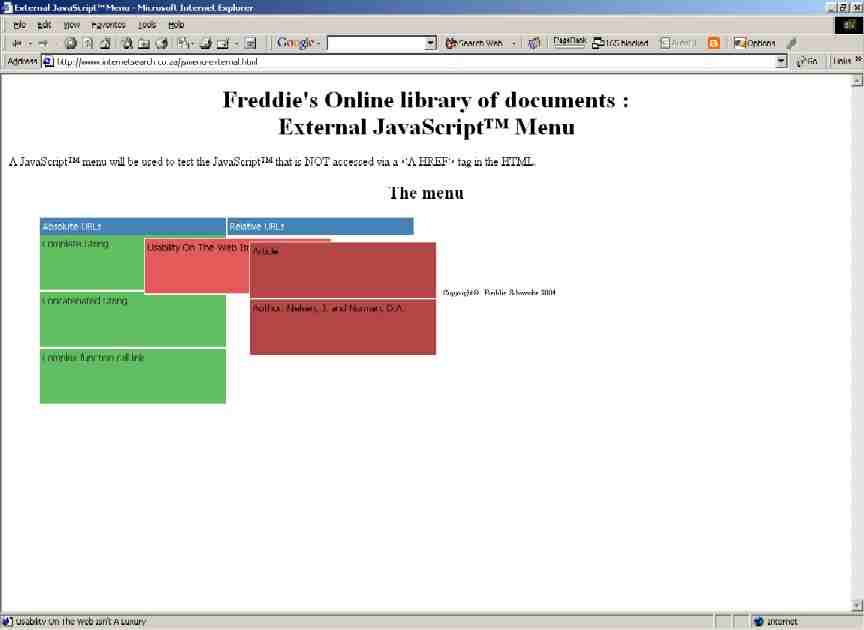 External JavaScript™ Menu - Microsoft Internet Explorer
File Edit View Favorites Tools Help
Google Search Web PageRank 165 blocked AutoFill Options
Address http://www.internetsearch.co.za/jsmenu-external.html Go Links »
Freddie's Online library of documents :
External JavaScript™ Menu
A JavaScript™ menu will be used to test the JavaScript™ that is NOT accessed via a <'A HREF'> tag in the HTML.
The menu
Absolute URLs Relative URLs
Complete String
Usability On The Web Is
Article
Copyright© Freddie
2004
Concatenated String
Author: Nielsen, J. and Norman, D.A.
Complex function call link
Usability On The Web Isn't A Luxury
Internet